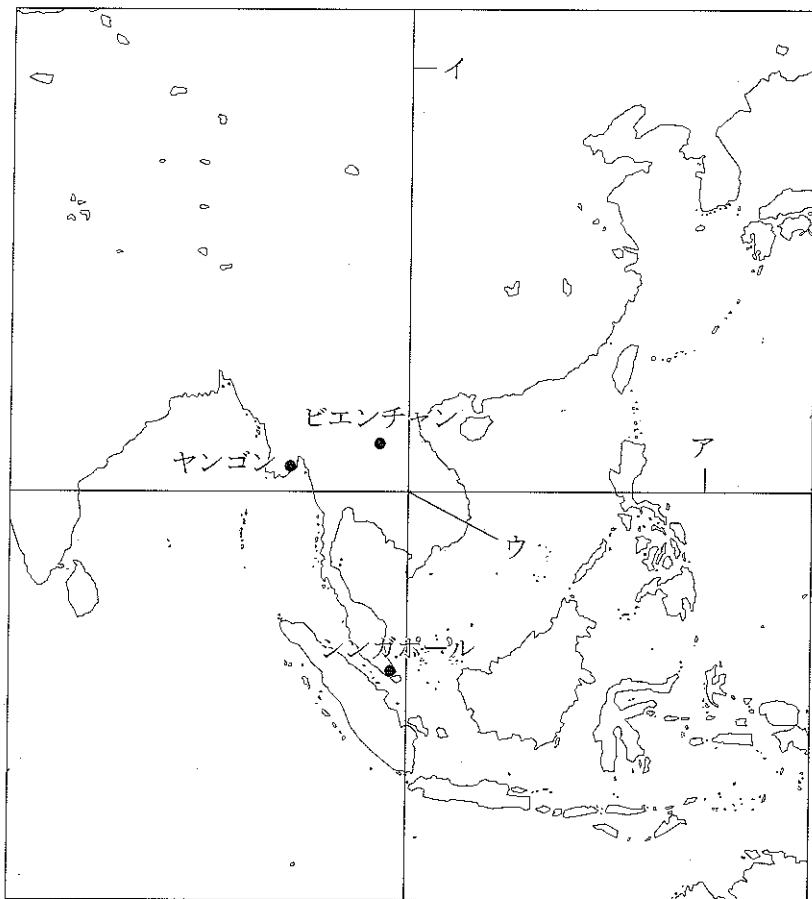 イ
ビエンチャン
ヤンゴン
ア
ウ
シンガポール